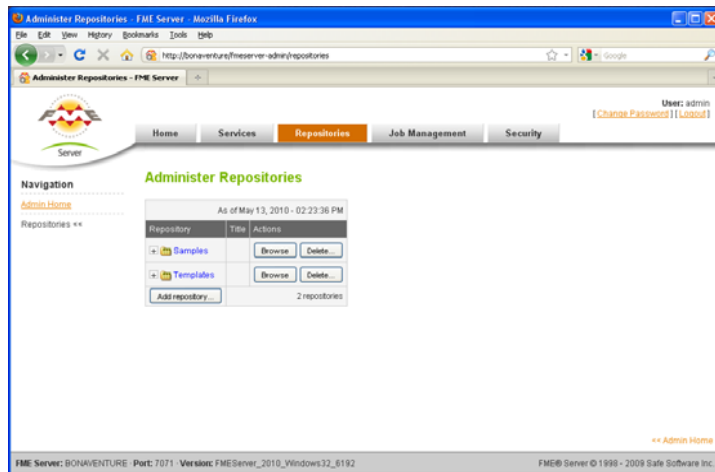 Administer Repositories - FME Server - Mozilla Firefox
File Edit View History Bookmarks Tools Help
http://bonaventure/fmeserver-admin/repositories
Google
Administer Repositories - FME Server
FME
Server
User: admin
[ Change Password ] [ Logout ]
Home Services Repositories Job Management Security
Navigation
Admin Home
Repositories <<
Administer Repositories
As of May 13, 2010 - 02:23:36 PM
Repository Title Actions
Samples Browse Delete...
Templates Browse Delete...
Add repository... 2 repositories
<< Admin Home
FME Server: BONAVENTURE · Port: 7071 · Version: FMEServer_2010_Windows32_6192
FME® Server © 1998 - 2009 Safe Software Inc.